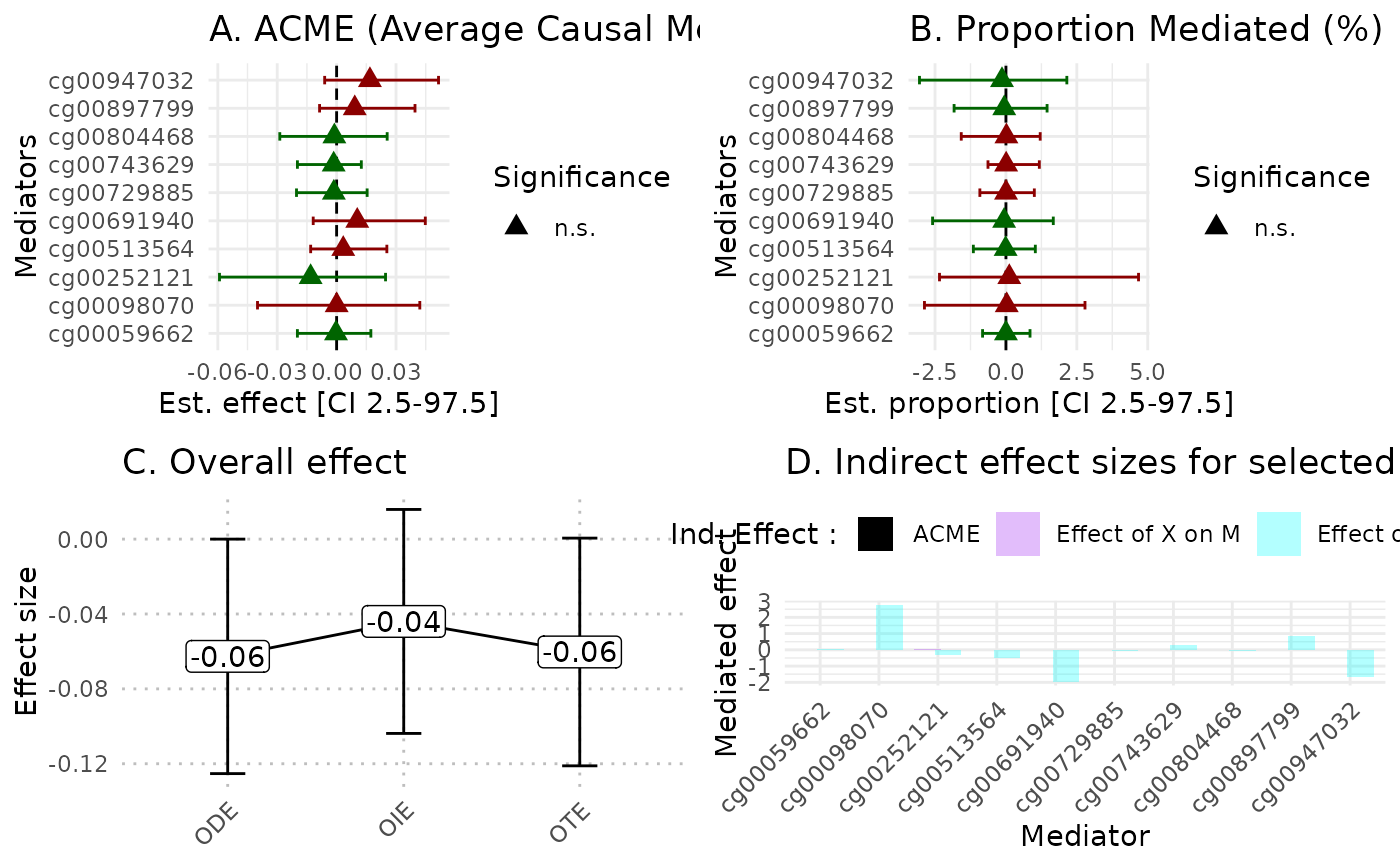 A. ACME (Average Causal Me
Mediators
cg00947032
cg00897799
cg00804468
cg00743629
cg00729885
cg00691940
cg00513564
cg00252121
cg00098070
cg00059662
-0.06 -0.03 0.00 0.03
Est. effect [CI 2.5-97.5]
Significance
n.s.
B. Proportion Mediated (%)
Mediators
cg00947032
cg00897799
cg00804468
cg00743629
cg00729885
cg00691940
cg00513564
cg00252121
cg00098070
cg00059662
-2.5 0.0 2.5 5.0
Est. proportion [CI 2.5-97.5]
Significance
n.s.
C. Overall effect
Effect size
0.00
-0.04
-0.08
-0.12
-0.06
-0.04
-0.06
ODE
OIE
OTE
D. Indirect effect sizes for selected
Ind. Effect : ACME Effect of X on M Effect o
Mediated effect
3
2
1
0
-1
-2
cg00059662
cg00098070
cg00252121
cg00513564
cg00691940
cg00729885
cg00743629
cg00804468
cg00897799
cg00947032
Mediator